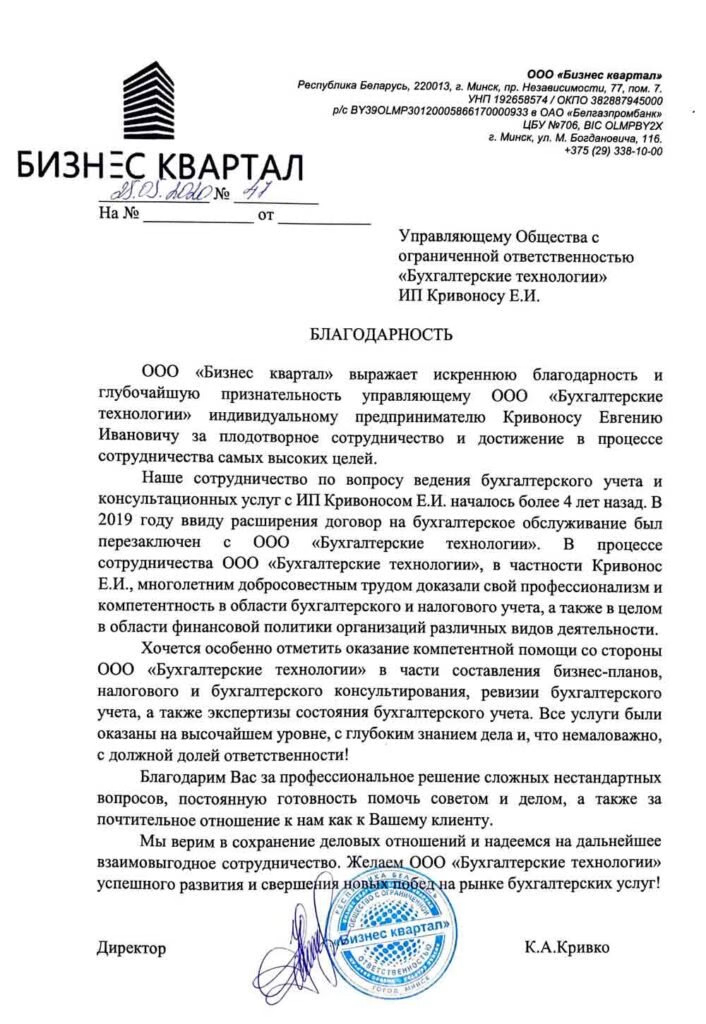 БИЗНЕС КВАРТАЛ
ООО «Бизнес квартал»
Республика Беларусь, 220013, г. Минск, пр. Независимости, 77, пом. 7.
УНП 192658574 / ОКПО 382887945000
р/с BY39OLMP30120005866170000933 в ОАО «Белгазпромбанк»
ЦБУ №706, BIC OLMPBY2X
г. Минск, ул. М. Богдановича, 116.
+375 (29) 338-10-00
25.05.2020 № 47
На № ____________ от ____________
Управляющему Общества с
ограниченной ответственностью
«Бухгалтерские технологии»
ИП Кривоносу Е.И.
БЛАГОДАРНОСТЬ
ООО «Бизнес квартал» выражает искреннюю благодарность и
глубочайшую признательность управляющему ООО «Бухгалтерские
технологии» индивидуальному предпринимателю Кривоносу Евгению
Ивановичу за плодотворное сотрудничество и достижение в процессе
сотрудничества самых высоких целей.
Наше сотрудничество по вопросу ведения бухгалтерского учета и
консультационных услуг с ИП Кривоносом Е.И. началось более 4 лет назад. В
2019 году ввиду расширения договор на бухгалтерское обслуживание был
перезаключен с ООО «Бухгалтерские технологии». В процессе
сотрудничества ООО «Бухгалтерские технологии», в частности Кривонос
Е.И., многолетним добросовестным трудом доказали свой профессионализм и
компетентность в области бухгалтерского и налогового учета, а также в целом
в области финансовой политики организаций различных видов деятельности.
Хочется особенно отметить оказание компетентной помощи со стороны
ООО «Бухгалтерские технологии» в части составления бизнес-планов,
налогового и бухгалтерского консультирования, ревизии бухгалтерского
учета, а также экспертизы состояния бухгалтерского учета. Все услуги были
оказаны на высочайшем уровне, с глубоким знанием дела и, что немаловажно,
с должной долей ответственности!
Благодарим Вас за профессиональное решение сложных нестандартных
вопросов, постоянную готовность помочь советом и делом, а также за
почтительное отношение к нам как к Вашему клиенту.
Мы верим в сохранение деловых отношений и надеемся на дальнейшее
взаимовыгодное сотрудничество. Желаем ООО «Бухгалтерские технологии»
успешного развития и свершения новых побед на рынке бухгалтерских услуг!
РЕСПУБЛИКА БЕЛАРУСЬ
ОБЩЕСТВО С ОГРАНИЧЕННОЙ
«Бизнес квартал»
ОТВЕТСТВЕННОСТЬЮ
ГОРОД МИНСК
Директор К.А.Кривко